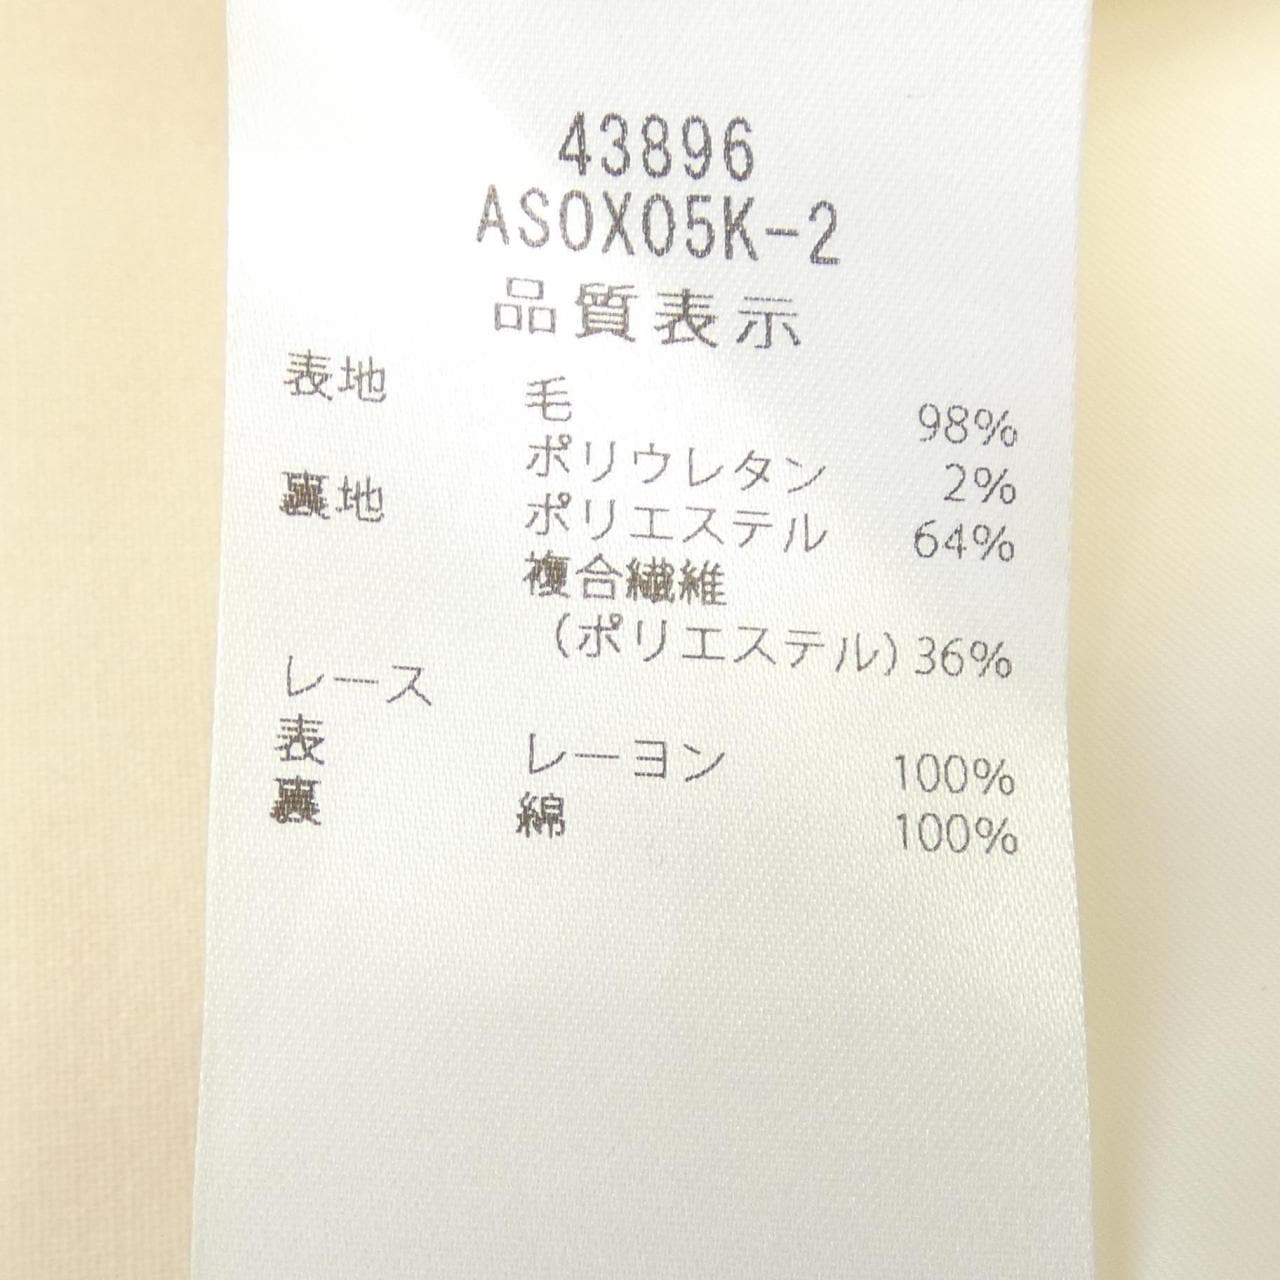 43896
ASOX05K-2
品質表示
表地 毛 98%
ポリウレタン 2%
裏地 ポリエステル 64%
複合繊維
(ポリエステル) 36%
レース
表 レーヨン 100%
裏 綿 100%